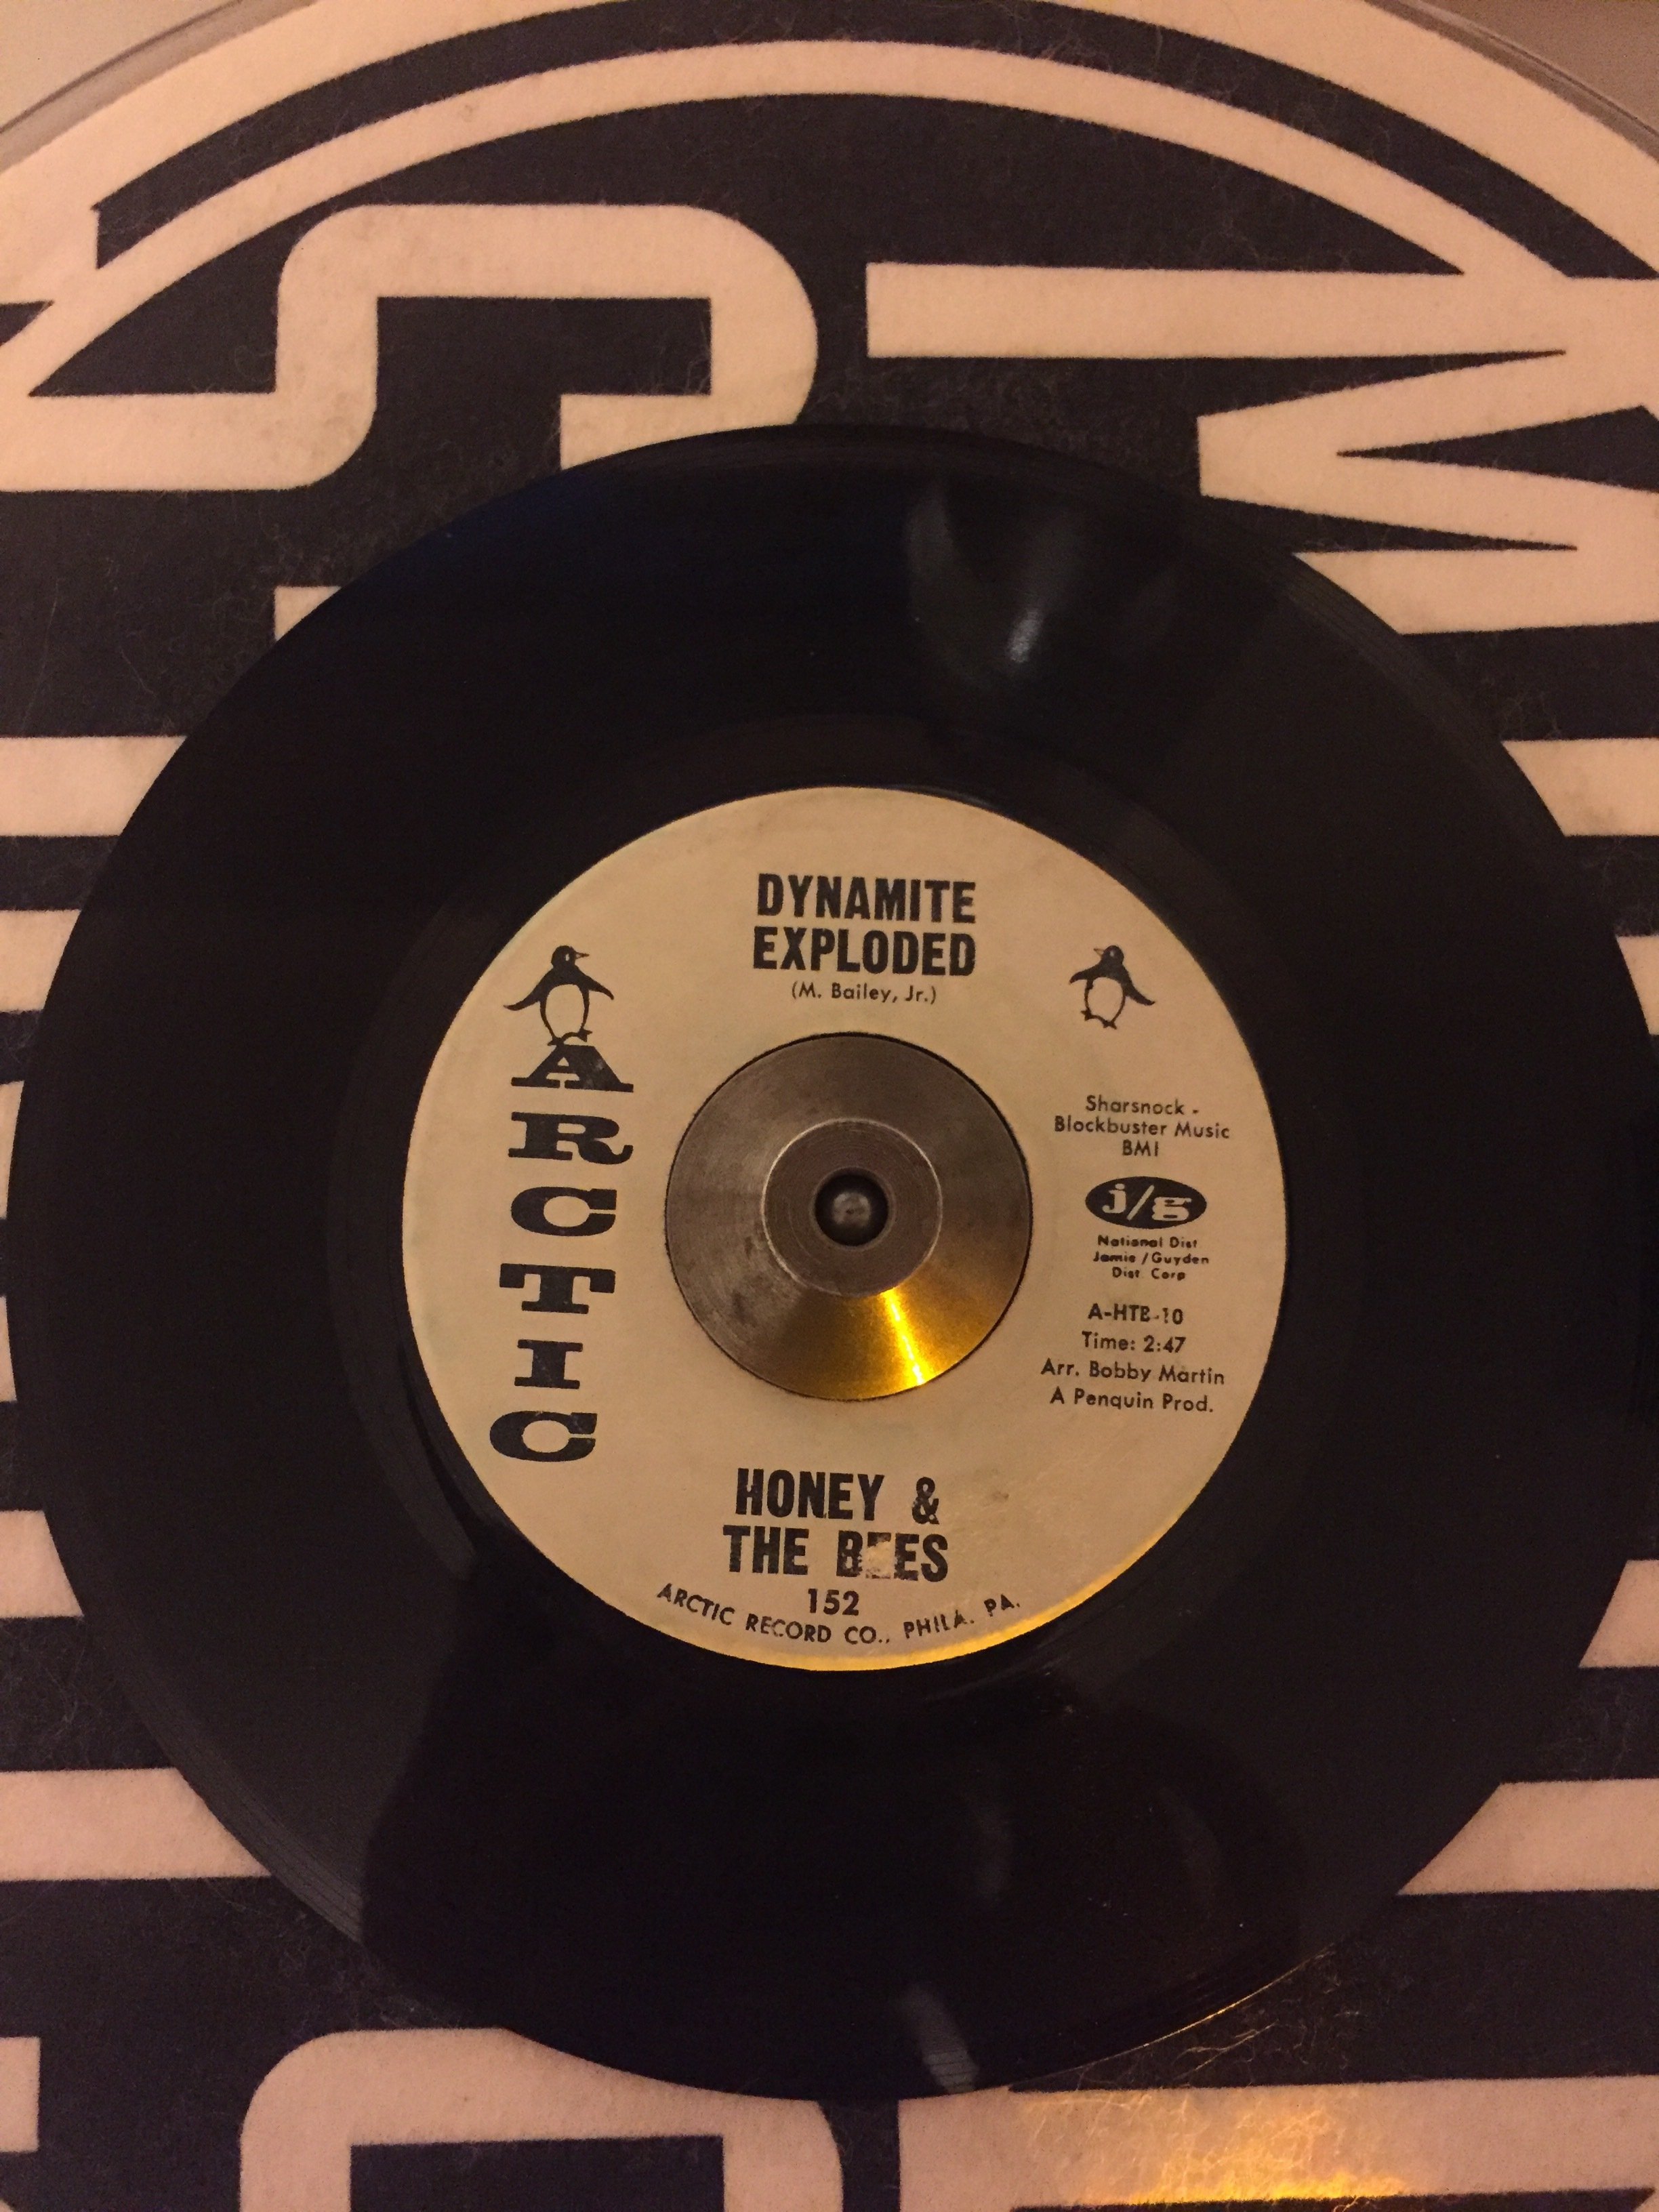 DYNAMITE
EXPLODED
(M. Bailey, Jr.)
ARCTIC
Sharsnock -
Blockbuster Music
BMI
j/g
National Dist
Jamie / Guyden
Dist Corp
A-HTB-10
Time: 2:47
Arr. Bobby Martin
A Penquin Prod.
HONEY &
THE BEES
152
ARCTIC RECORD CO., PHILA. PA.